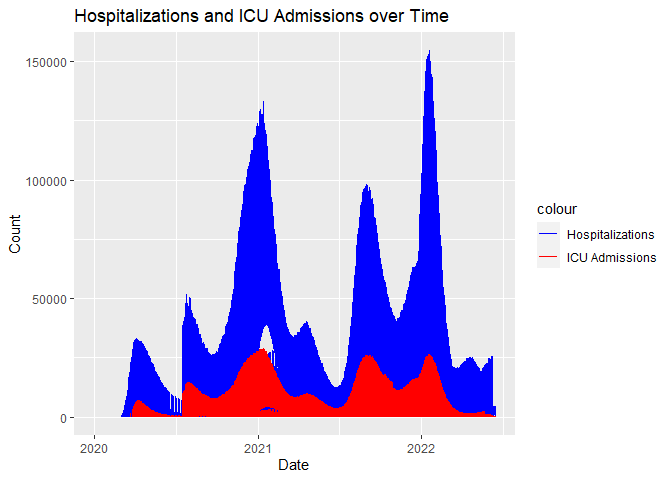 Hospitalizations and ICU Admissions over Time
150000
100000
50000
0
Count
2020
2021
2022
Date
colour
Hospitalizations
ICU Admissions